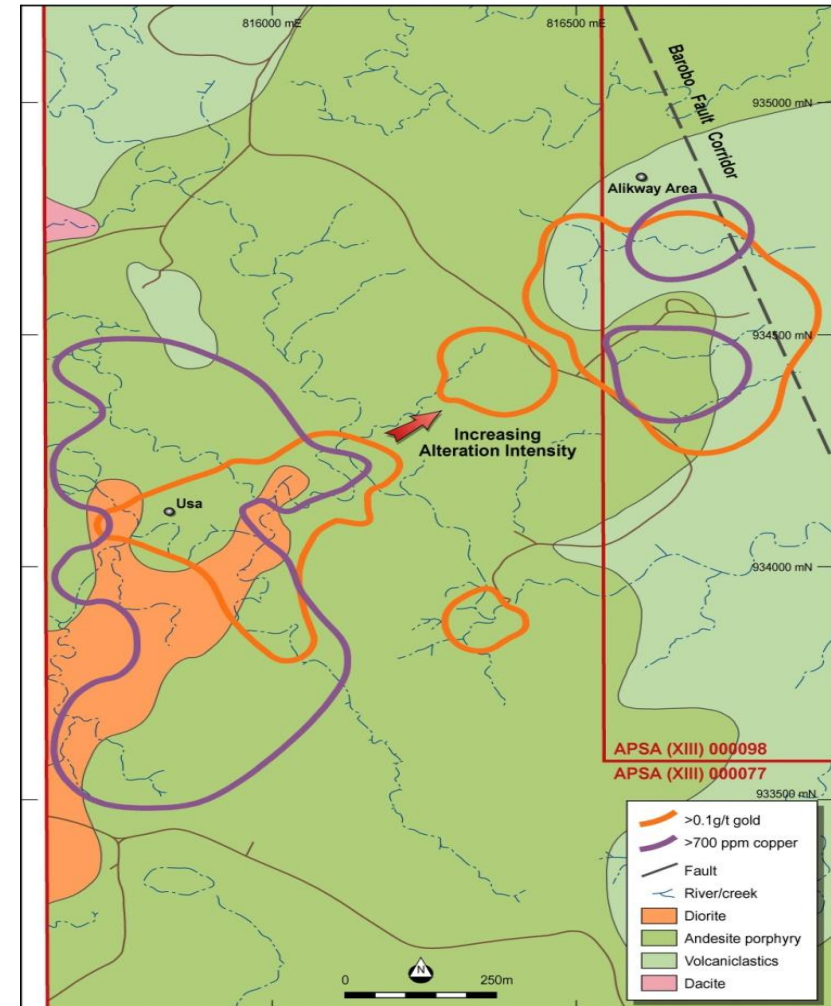 816000 mE
816500 mE
935000 mN
Barobo Fault Corridor
Alikway Area
934500 mN
Increasing
Alteration Intensity
Usa
934000 mN
APSA (XIII) 000098
APSA (XIII) 000077
933500 mN
>0.1g/t gold
>700 ppm copper
Fault
River/creek
Diorite
Andesite porphyry
Volcaniclastics
Dacite
N
0
250m